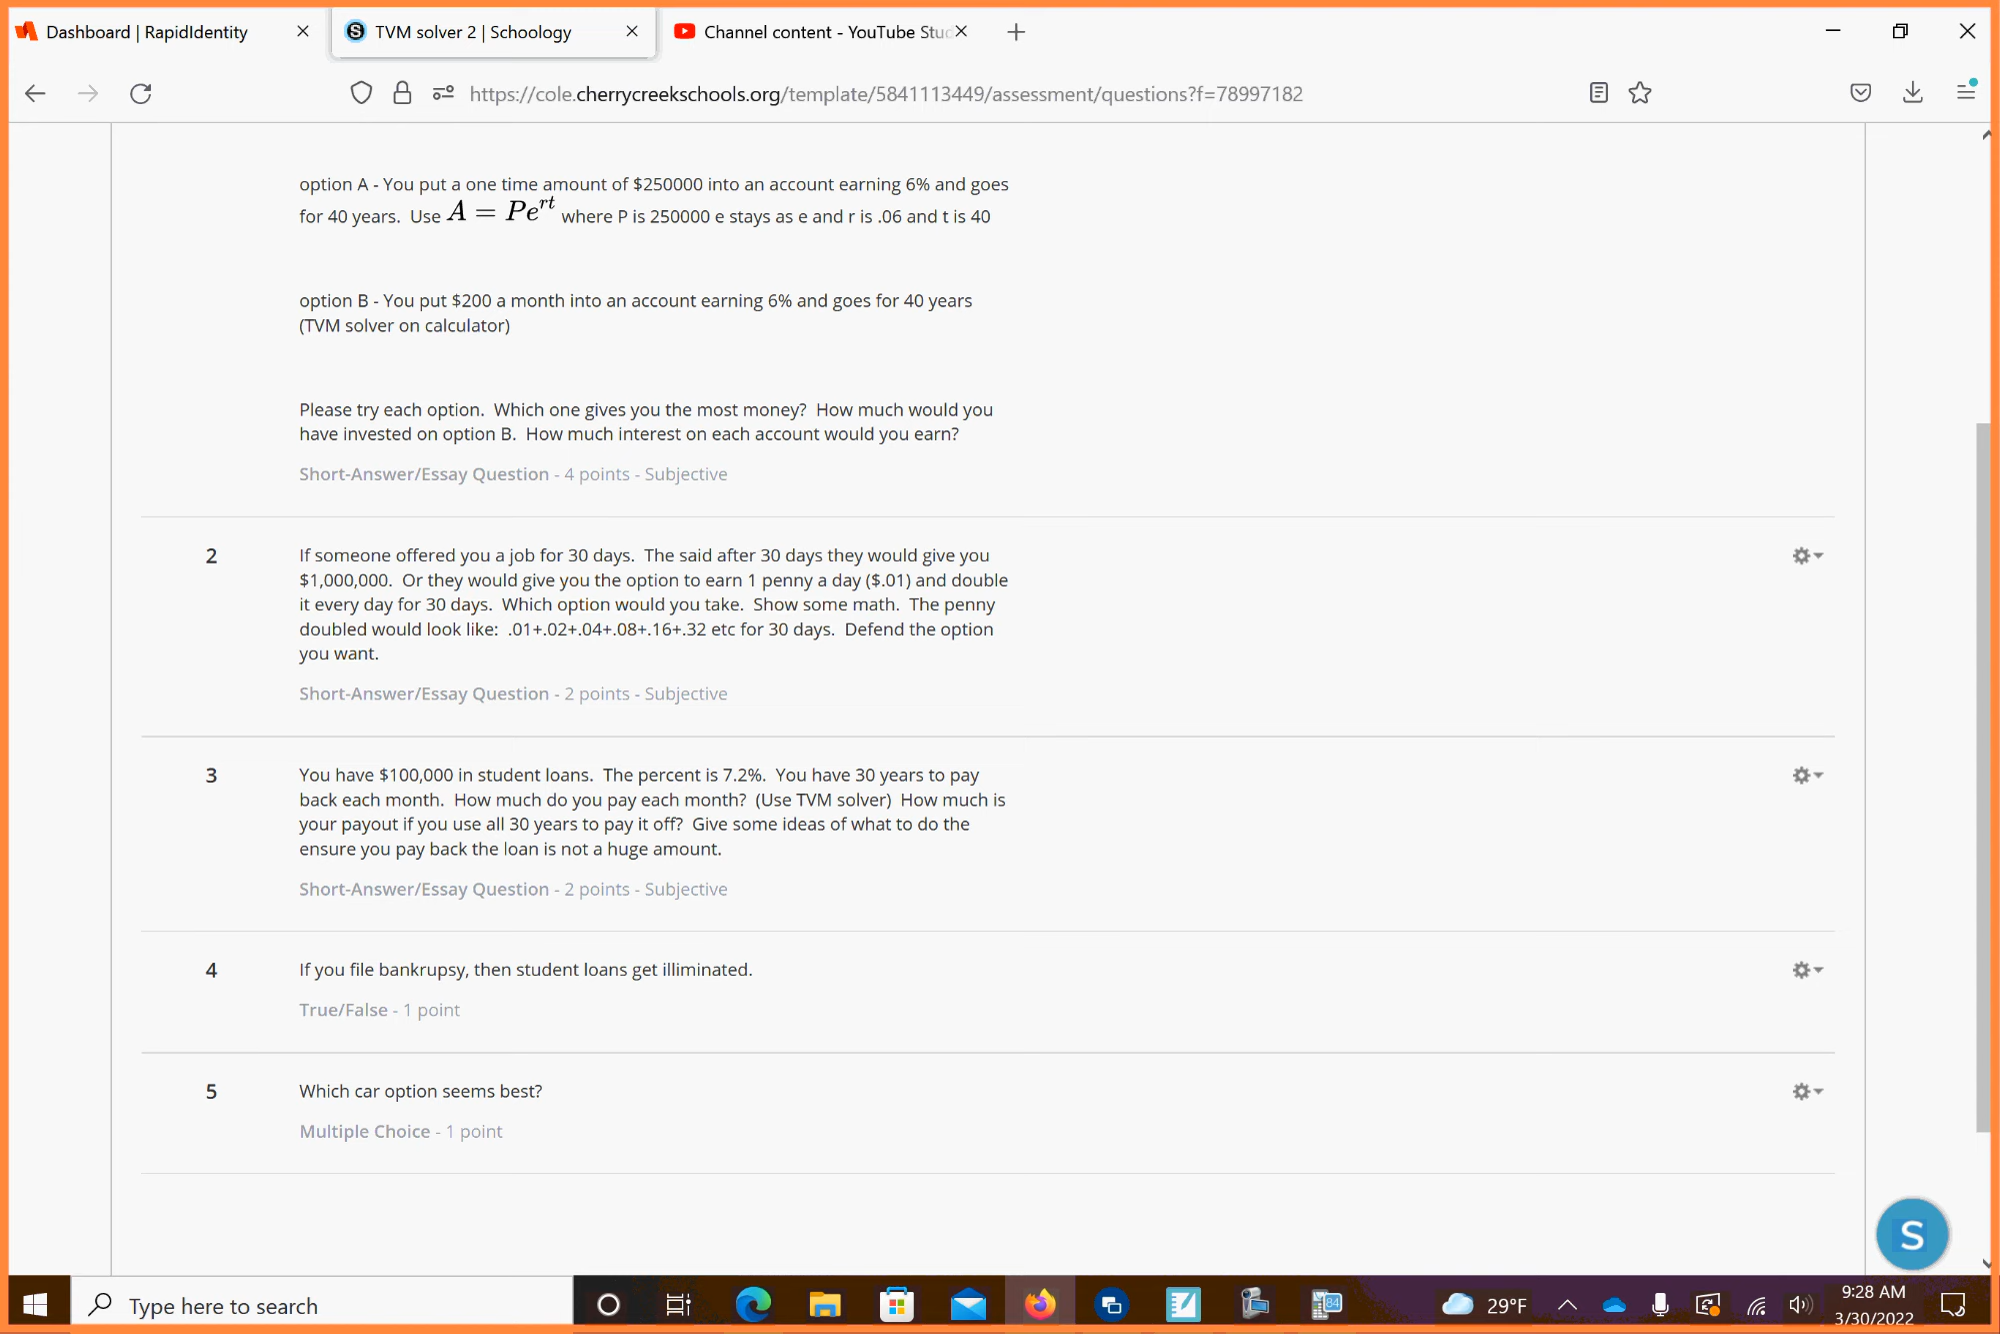 Dashboard | RapidIdentity
TVM solver 2 | Schoology
Channel content - YouTube Stud
https://cole.cherrycreekschools.org/template/5841113449/assessment/questions?f=78997182
option A - You put a one time amount of $250000 into an account earning 6% and goes
for 40 years. Use A = Pe^rt where P is 250000 e stays as e and r is .06 and t is 40
option B - You put $200 a month into an account earning 6% and goes for 40 years
(TVM solver on calculator)
Please try each option. Which one gives you the most money? How much would you
have invested on option B. How much interest on each account would you earn?
Short-Answer/Essay Question - 4 points - Subjective
2
If someone offered you a job for 30 days. The said after 30 days they would give you
$1,000,000. Or they would give you the option to earn 1 penny a day ($.01) and double
it every day for 30 days. Which option would you take. Show some math. The penny
doubled would look like: .01+.02+.04+.08+.16+.32 etc for 30 days. Defend the option
you want.
Short-Answer/Essay Question - 2 points - Subjective
3
You have $100,000 in student loans. The percent is 7.2%. You have 30 years to pay
back each month. How much do you pay each month? (Use TVM solver) How much is
your payout if you use all 30 years to pay it off? Give some ideas of what to do the
ensure you pay back the loan is not a huge amount.
Short-Answer/Essay Question - 2 points - Subjective
4
If you file bankrupsy, then student loans get illiminated.
True/False - 1 point
5
Which car option seems best?
Multiple Choice - 1 point
S
Type here to search
84
29°F
9:28 AM
3/30/2022